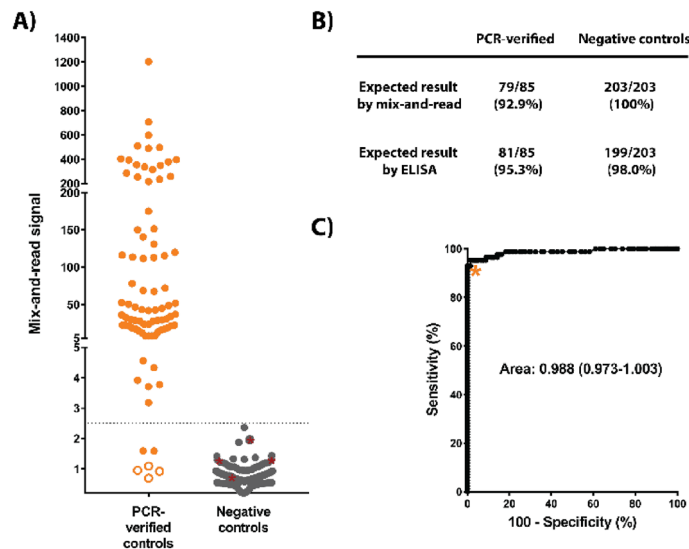 A)
1400
1200
1000
800
600
400
200
200
150
100
50
5
5
4
3
2
1
Mix-and-read signal
PCR-
verified
controls
Negative
controls
B)
PCR-verified Negative controls
Expected result 79/85 203/203
by mix-and-read (92.9%) (100%)
Expected result 81/85 199/203
by ELISA (95.3%) (98.0%)
C)
100
80
60
40
20
0
Sensitivity (%)
Area: 0.988 (0.973-1.003)
0 20 40 60 80 100
100 - Specificity (%)